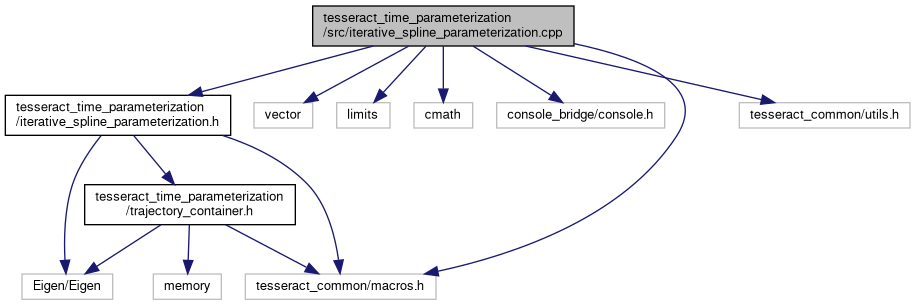 tesseract_time_parameterization
/src/iterative_spline_parameterization.cpp
tesseract_time_parameterization
/iterative_spline_parameterization.h
vector
limits
cmath
console_bridge/console.h
tesseract_common/utils.h
tesseract_time_parameterization
/trajectory_container.h
Eigen/Eigen
memory
tesseract_common/macros.h